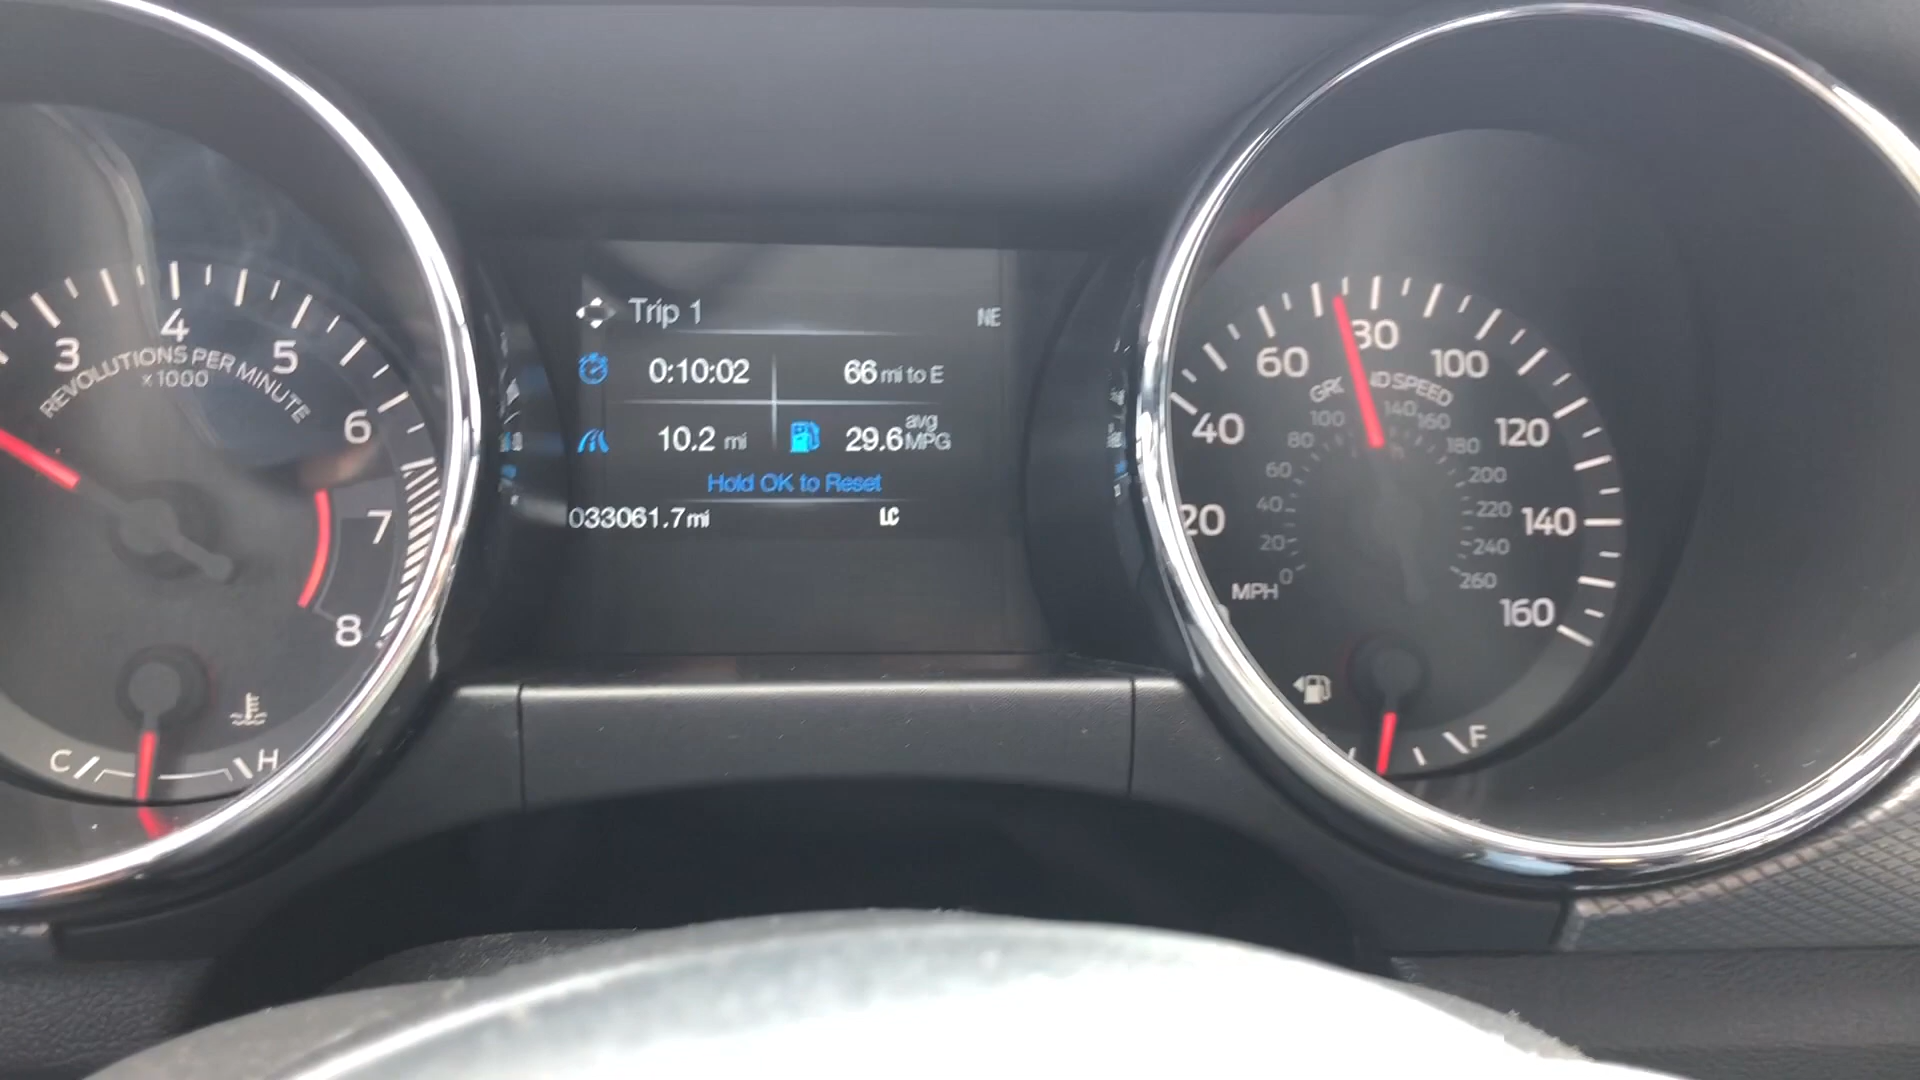 3
4
5
6
7
8
REVOLUTIONS PER MINUTE
x1000
C
H
Trip 1
NE
0:10:02
66 mi to E
10.2 mi
29.6 avg MPG
Hold OK to Reset
033061.7mi
LC
20
40
60
80
100
120
140
160
MPH
0
20
40
60
80
100
140
160
180
200
220
240
260
F